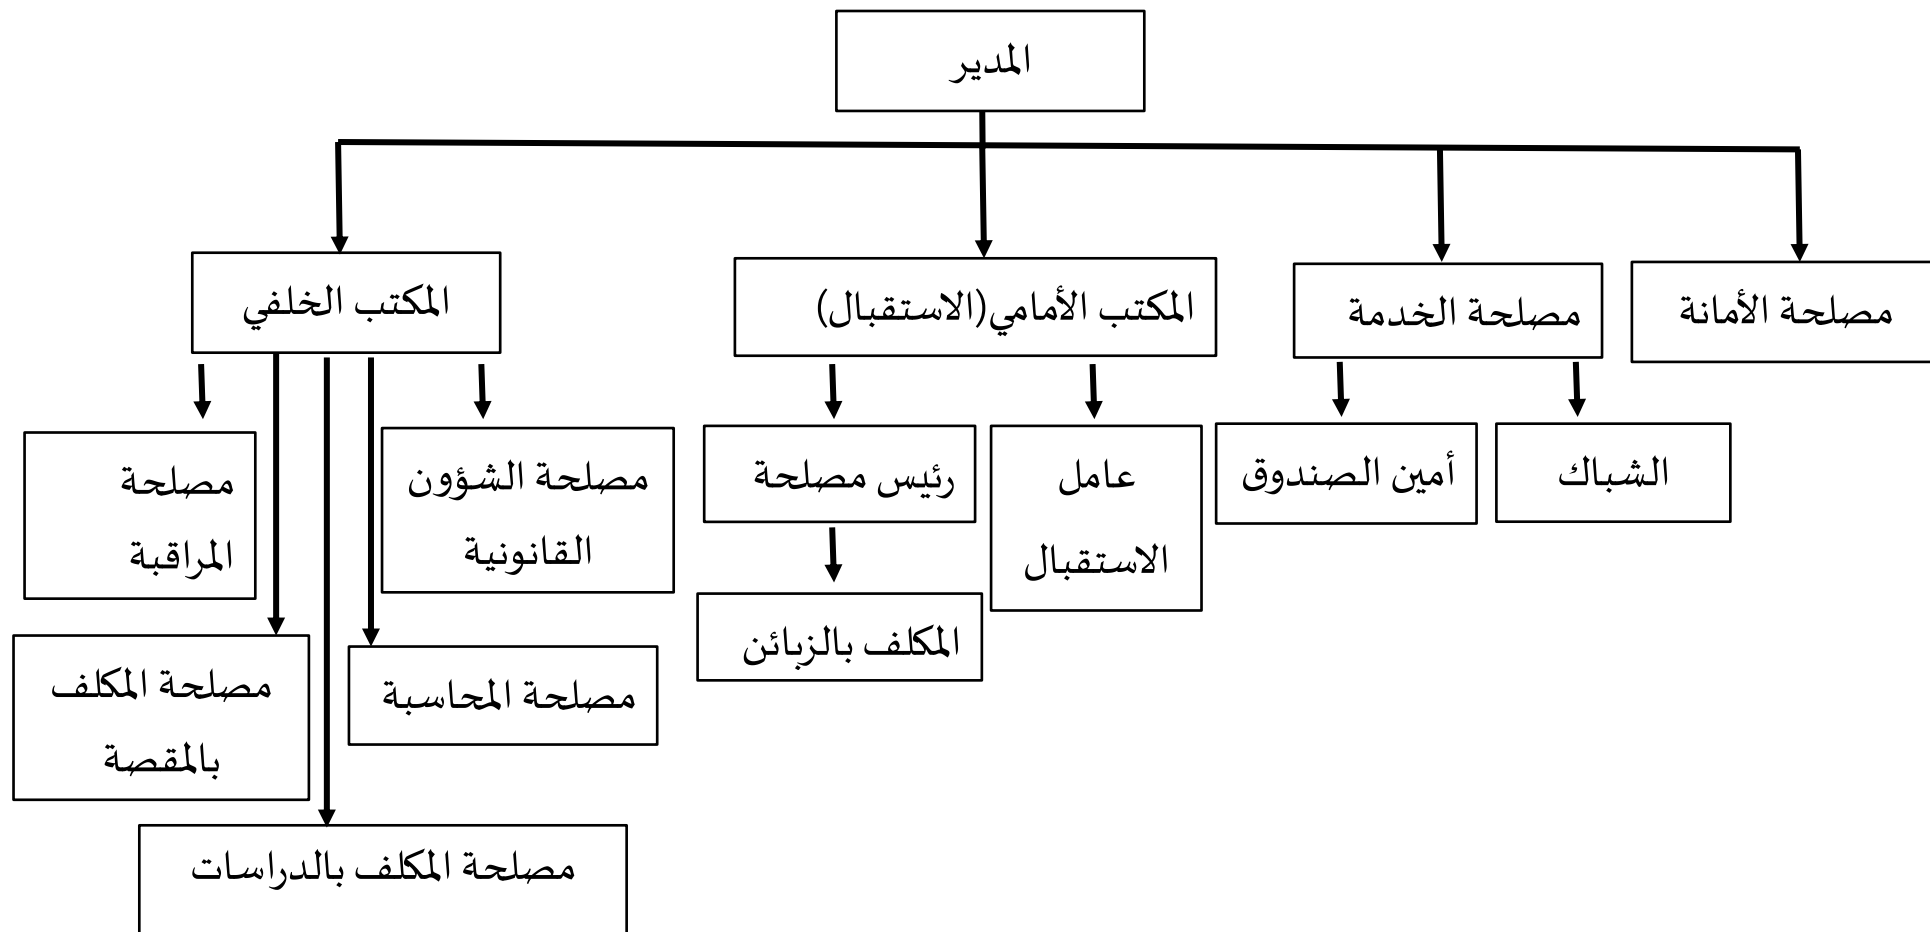 المدير
مصلحة الأمانة
مصلحة الخدمة
المكتب الأمامي(الاستقبال)
المكتب الخلفي
الشباك
أمين الصندوق
عامل
الاستقبال
رئيس مصلحة
المكلف بالزبائن
مصلحة الشؤون
القانونية
مصلحة
المراقبة
مصلحة المحاسبة
مصلحة المكلف
بالمقصة
مصلحة المكلف بالدراسات